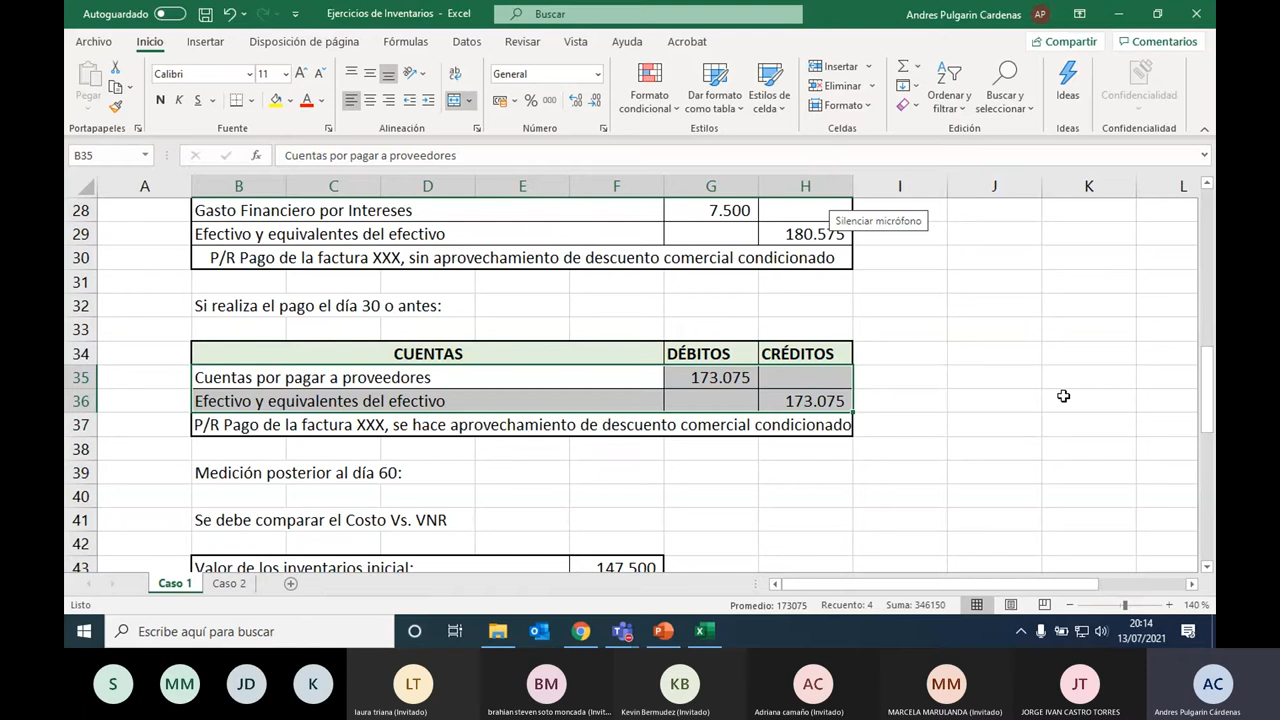 Autoguardado
Ejercicios de Inventarios - Excel
Buscar
Andres Pulgarin Cardenas
AP
Archivo Inicio Insertar Disposición de página Fórmulas Datos Revisar Vista Ayuda Acrobat
Compartir Comentarios
Pegar
Calibri 11
N K S
General
% 000
Formato condicional
Dar formato como tabla
Estilos de celda
Insertar
Eliminar
Formato
Ordenar y filtrar
Buscar y seleccionar
Ideas
Confidencialidad
Portapapeles Fuente Alineación Número Estilos Celdas Edición Ideas Confidencialidad
B35 fx Cuentas por pagar a proveedores
A B C D E F G H I J K L
28 Gasto Financiero por Intereses 7.500
Silenciar micrófono
29 Efectivo y equivalentes del efectivo 180.575
30 P/R Pago de la factura XXX, sin aprovechamiento de descuento comercial condicionado
31
32 Si realiza el pago el día 30 o antes:
33
34 CUENTAS DÉBITOS CRÉDITOS
35 Cuentas por pagar a proveedores 173.075
36 Efectivo y equivalentes del efectivo 173.075
37 P/R Pago de la factura XXX, se hace aprovechamiento de descuento comercial condicionado
38
39 Medición posterior al día 60:
40
41 Se debe comparar el Costo Vs. VNR
42
43 Valor de los inventarios inicial: 147.500
Caso 1 Caso 2
Listo
Promedio: 173075 Recuento: 4 Suma: 346150
140 %
Escribe aquí para buscar
20:14
13/07/2021
S MM JD K LT BM KB AC MM JT AC
laura triana (Invitado)
brahian steven soto moncada (Invit...
Kevin Bermudez (Invitado)
Adriana camaño (Invitado)
MARCELA MARULANDA (Invitado)
JORGE IVAN CASTRO TORRES
Andres Pulgarin Cárdenas